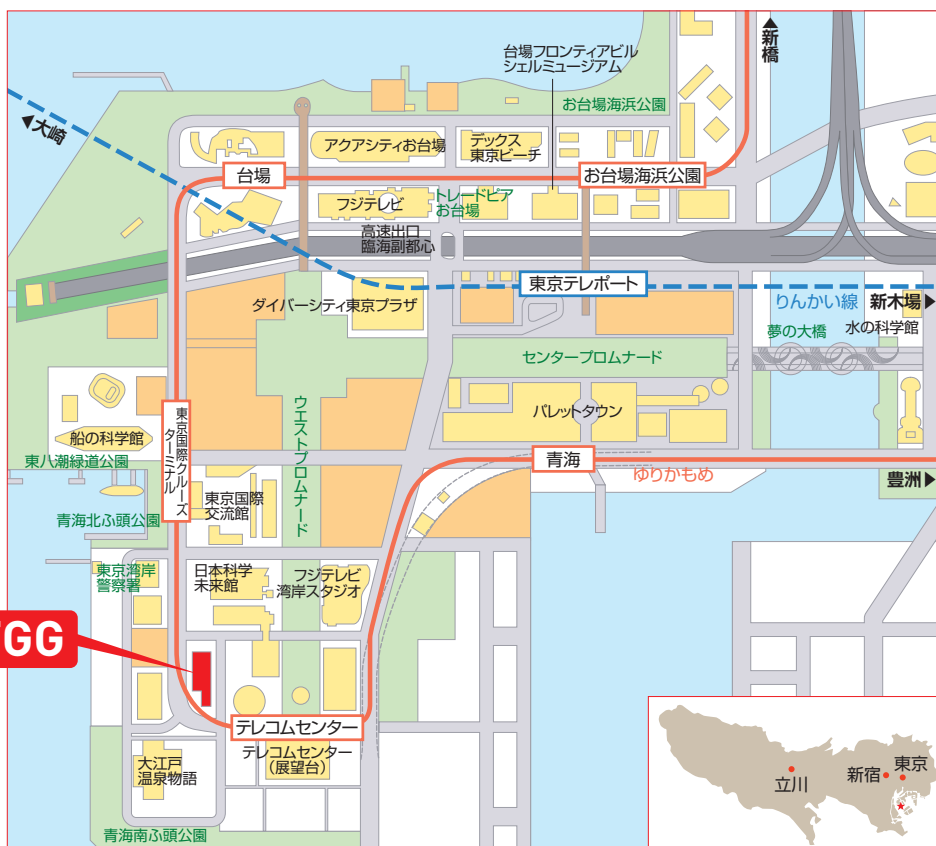 ▲新橋
台場フロンティアビル
シェルミュージアム
お台場海浜公園
◀大崎
アクアシティお台場
デックス
東京ビーチ
台場
お台場海浜公園
フジテレビ
トレードピア
お台場
高速出口
臨海副都心
東京テレポート
ダイバーシティ東京プラザ
りんかい線
新木場▶
夢の大橋
水の科学館
センタープロムナード
ウエストプロムナード
パレットタウン
船の科学館
東京国際クルーズ
ターミナル
東八潮緑道公園
青海
ゆりかもめ
豊洲▶
東京国際
交流館
青海北ふ頭公園
東京湾岸
警察署
日本科学
未来館
フジテレビ
湾岸スタジオ
GG
テレコムセンター
テレコムセンター
(展望台)
大江戸
温泉物語
青海南ふ頭公園
立川
新宿
東京